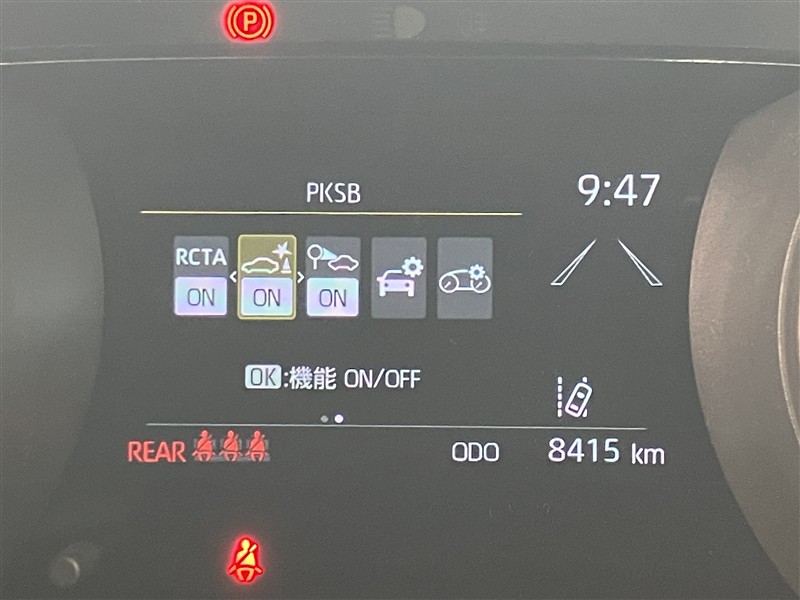 P
PKSB
9:47
RCTA
ON
ON
ON
OK:機能 ON/OFF
REAR
ODO 8415 km